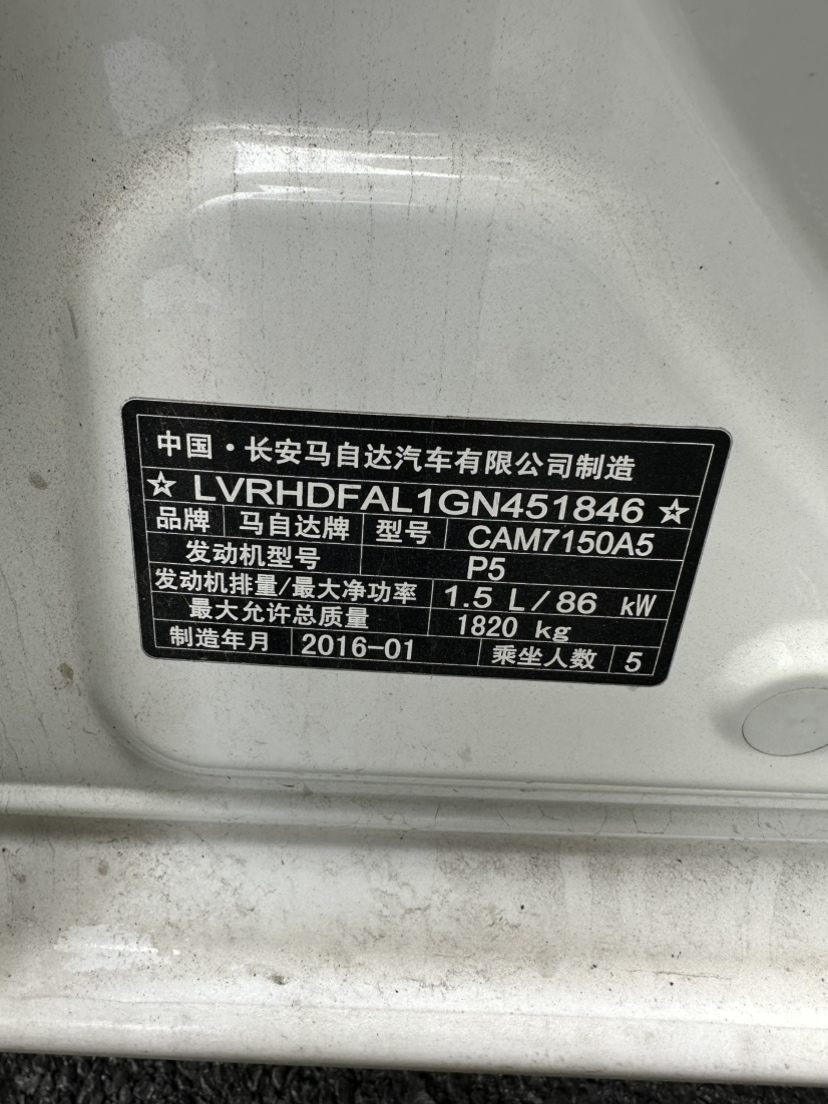 中国·长安马自达汽车有限公司制造
☆ LVRHDFAL1GN451846 ☆
品牌 马自达牌 型号 CAM7150A5
发动机型号 P5
发动机排量/最大净功率 1.5 L/86 kW
最大允许总质量 1820 kg
制造年月 2016-01 乘坐人数 5